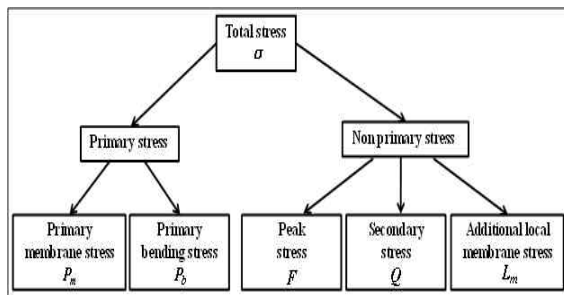 Total stress
σ
Primary stress
Non primary stress
Primary
membrane stress
Pₘ
Primary
bending stress
P_b
Peak
stress
F
Secondary
stress
Q
Additional local
membrane stress
Lₘ